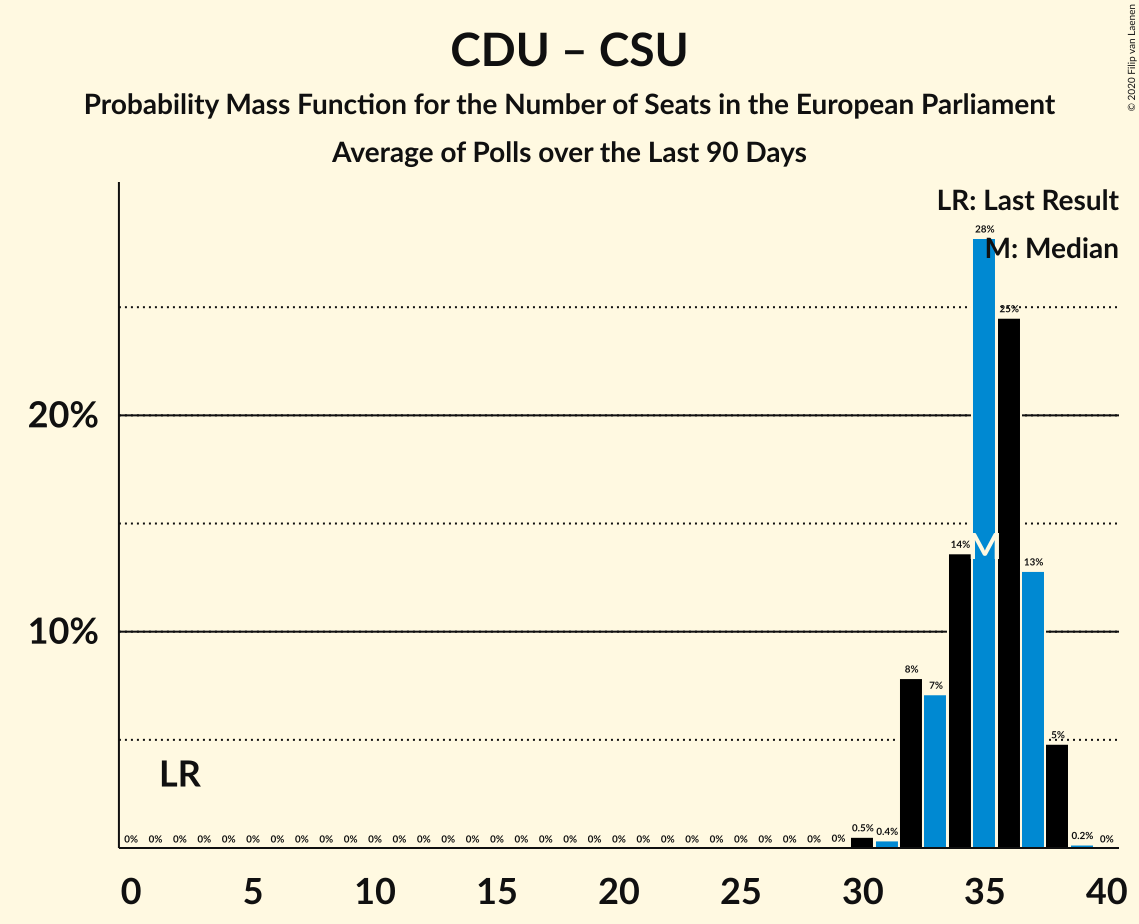 CDU – CSU
Probability Mass Function for the Number of Seats in the European Parliament
Average of Polls over the Last 90 Days
© 2020 Filip van Laenen
LR: Last Result
M: Median
28%
25%
20%
14%
M
13%
10%
8%
7%
5%
LR
0% 0% 0% 0% 0% 0% 0% 0% 0% 0% 0% 0% 0% 0% 0% 0% 0% 0% 0% 0% 0% 0% 0% 0% 0% 0% 0% 0% 0% 0% 0.5% 0.4% 0.2% 0%
0 5 10 15 20 25 30 35 40